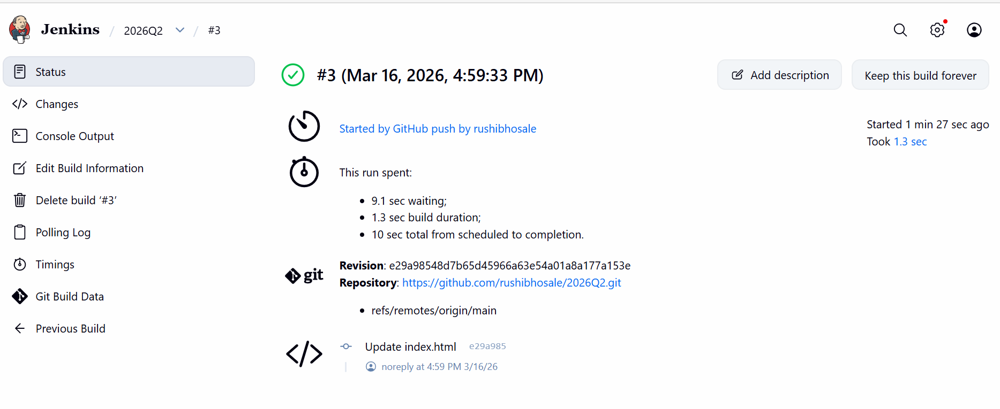 Jenkins / 2026Q2 / #3
Status
Changes
Console Output
Edit Build Information
Delete build ‘#3’
Polling Log
Timings
Git Build Data
Previous Build
#3 (Mar 16, 2026, 4:59:33 PM)
Add description
Keep this build forever
Started by GitHub push by rushibhosale
Started 1 min 27 sec ago
Took 1.3 sec
This run spent:
9.1 sec waiting;
1.3 sec build duration;
10 sec total from scheduled to completion.
git
Revision: e29a98548d7b65d45966a63e54a01a8a177a153e
Repository: https://github.com/rushibhosale/2026Q2.git
refs/remotes/origin/main
Update index.html e29a985
noreply at 4:59 PM 3/16/26